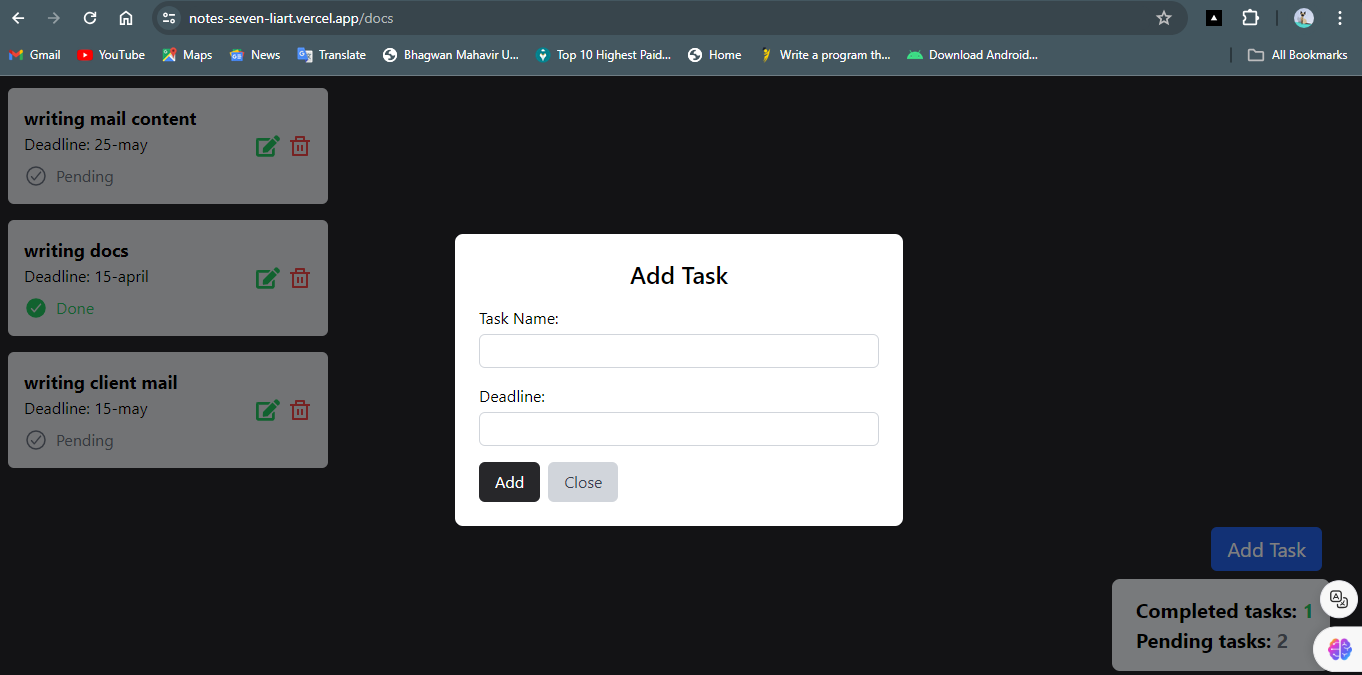 notes-seven-liart.vercel.app/docs
Gmail
YouTube
Maps
News
Translate
Bhagwan Mahavir U...
Top 10 Highest Paid...
Home
Write a program th...
Download Android...
All Bookmarks
writing mail content
Deadline: 25-may
Pending
writing docs
Deadline: 15-april
Done
writing client mail
Deadline: 15-may
Pending
Add Task
Task Name:
Deadline:
Add
Close
Add Task
Completed tasks: 1
Pending tasks: 2